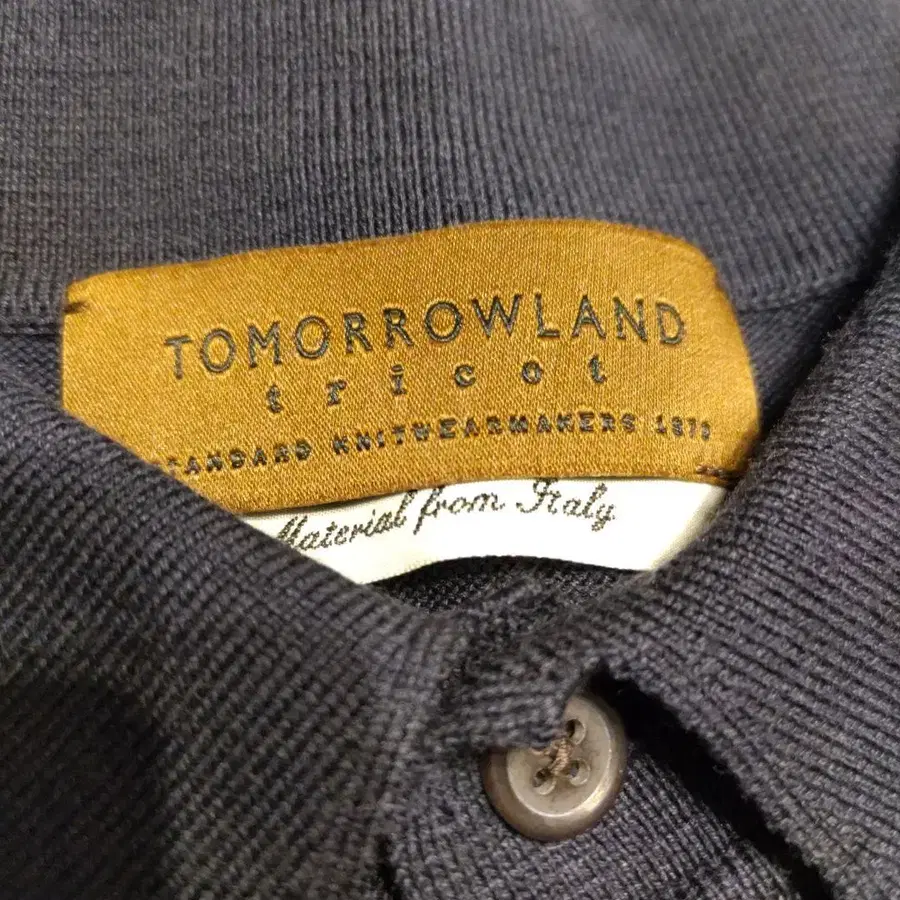 TOMORROWLAND
tricot
STANDARD KNITWEARMAKERS 1978
Material from Italy